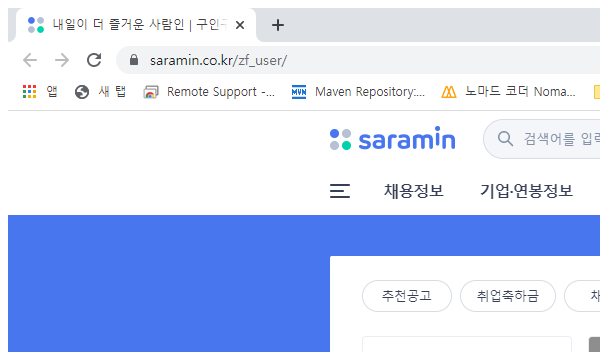 내일이 더 즐거운 사람인 | 구인구
saramin.co.kr/zf_user/
앱 새 탭 Remote Support -... Maven Repository:... 노마드 코더 Noma...
saramin 검색어를 입력
채용정보 기업·연봉정보
추천공고 취업축하금